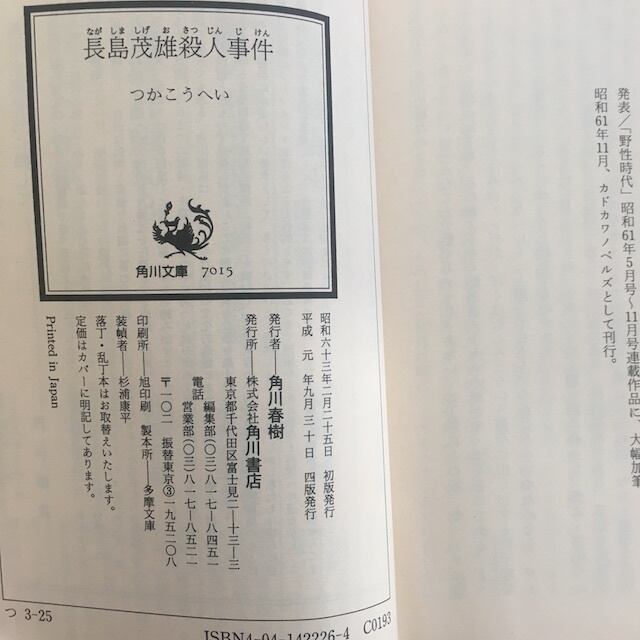 発表／「野性時代」昭和61年5月号〜11月号連載作品に、大幅加筆
昭和61年11月、カドカワノベルズとして刊行。
なが しま しげ お さつ じん じ けん
長島茂雄殺人事件
つかこうへい
角川文庫 7015
昭和六十三年二月二十五日 初版発行
平成 元 年九月三十日 四版発行
発行者―角川春樹
発行所―株式会社角川書店
東京都千代田区富士見二―十三―三
電話 編集部(〇三)八一七―八四五一
営業部(〇三)八一七―八五二一
〒一〇二 振替東京③一九五二〇八
印刷所―旭印刷 製本所―多摩文庫
装幀者―杉浦康平
落丁・乱丁本はお取替えいたします。
定価はカバーに明記してあります。
Printed in Japan
つ 3-25
ISBN4-04-142226-4 C0193